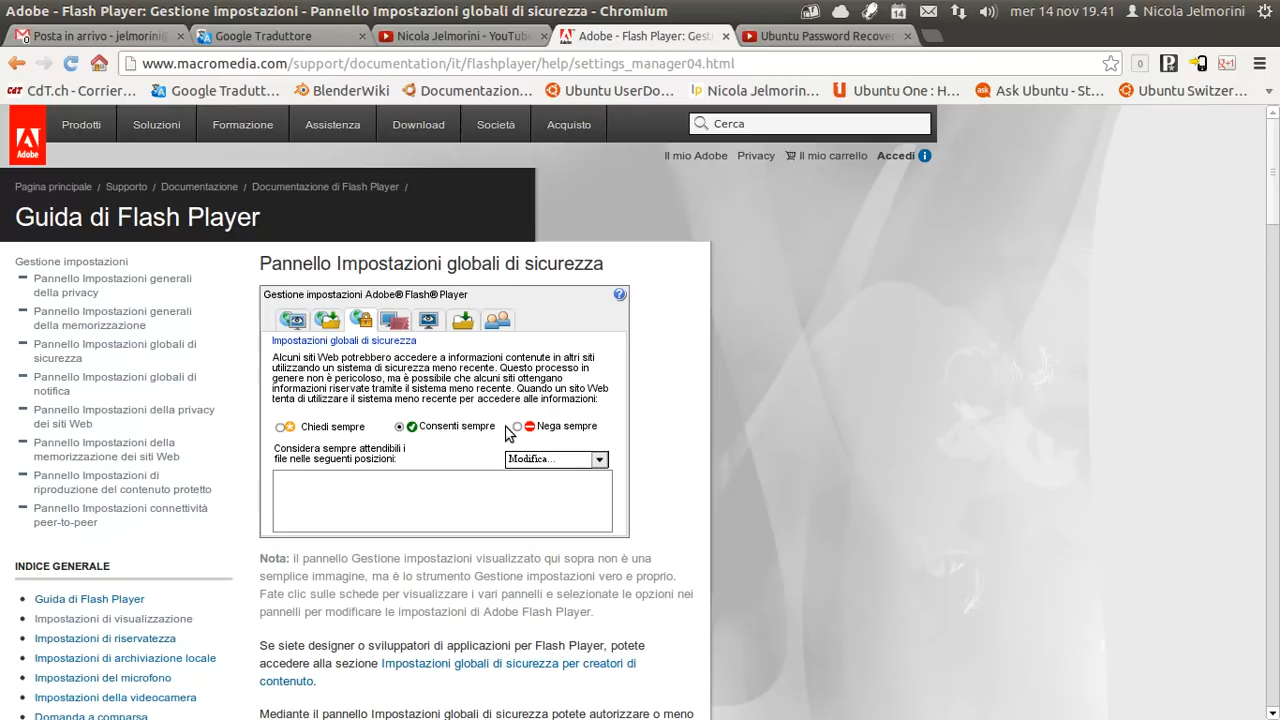 Adobe - Flash Player: Gestione impostazioni - Pannello Impostazioni globali di sicurezza - Chromium
14
mer 14 nov 19.41
Nicola Jelmorini
Posta in arrivo - jelmorini@
Google Traduttore
Nicola Jelmorini - YouTube
Adobe - Flash Player: Gest
Ubuntu Password Recover
www.macromedia.com/support/documentation/it/flashplayer/help/settings_manager04.html
0
CdT.ch - Corrier...
Google Tradutt...
BlenderWiki
Documentazion...
Ubuntu UserDo...
Nicola Jelmorin...
Ubuntu One : H...
Ask Ubuntu - St...
Ubuntu Switzer...
Adobe
Prodotti
Soluzioni
Formazione
Assistenza
Download
Società
Acquisto
Cerca
Il mio Adobe
Privacy
Il mio carrello
Accedi
Pagina principale / Supporto / Documentazione / Documentazione di Flash Player /
Guida di Flash Player
Gestione impostazioni
Pannello Impostazioni generali
della privacy
Pannello Impostazioni generali
della memorizzazione
Pannello Impostazioni globali di
sicurezza
Pannello Impostazioni globali di
notifica
Pannello Impostazioni della privacy
dei siti Web
Pannello Impostazioni della
memorizzazione dei siti Web
Pannello Impostazioni di
riproduzione del contenuto protetto
Pannello Impostazioni connettività
peer-to-peer
INDICE GENERALE
Guida di Flash Player
Impostazioni di visualizzazione
Impostazioni di riservatezza
Impostazioni di archiviazione locale
Impostazioni del microfono
Impostazioni della videocamera
Domanda a comparsa
Pannello Impostazioni globali di sicurezza
Gestione impostazioni Adobe® Flash® Player
Impostazioni globali di sicurezza
Alcuni siti Web potrebbero accedere a informazioni contenute in altri siti
utilizzando un sistema di sicurezza meno recente. Questo processo in
genere non è pericoloso, ma è possibile che alcuni siti ottengano
informazioni riservate tramite il sistema meno recente. Quando un sito Web
tenta di utilizzare il sistema meno recente per accedere alle informazioni:
Chiedi sempre
Consenti sempre
Nega sempre
Considera sempre attendibili i
file nelle seguenti posizioni:
Modifica...
Nota: il pannello Gestione impostazioni visualizzato qui sopra non è una
semplice immagine, ma è lo strumento Gestione impostazioni vero e proprio.
Fate clic sulle schede per visualizzare i vari pannelli e selezionate le opzioni nei
pannelli per modificare le impostazioni di Adobe Flash Player.
Se siete designer o sviluppatori di applicazioni per Flash Player, potete
accedere alla sezione Impostazioni globali di sicurezza per creatori di
contenuto.
Mediante il pannello Impostazioni globali di sicurezza potete autorizzare o meno